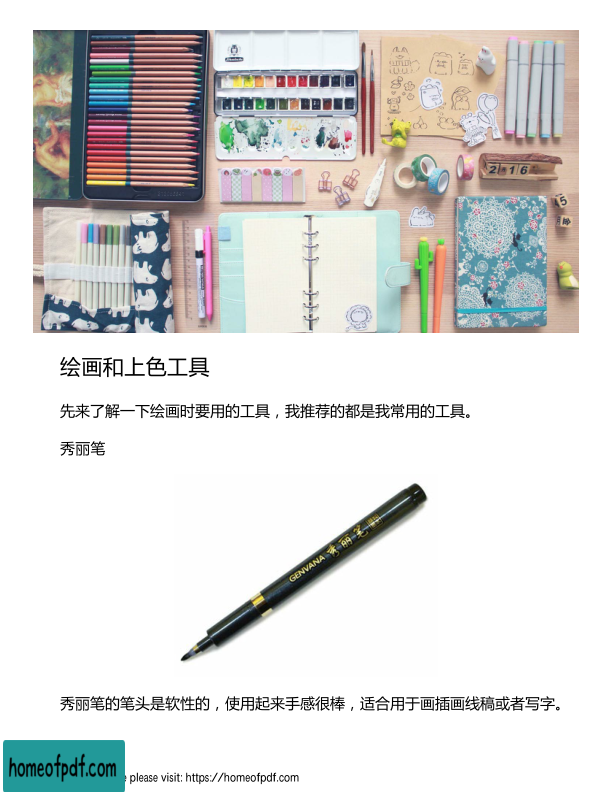 2 1 6
5
绘画和上色工具
先来了解一下绘画时要用的工具，我推荐的都是我常用的工具。
秀丽笔
GENVANA 秀丽笔
秀丽笔的笔头是软性的，使用起来手感很棒，适合用于画插画线稿或者写字。
homeofpdf.com
e please visit: https://homeofpdf.com